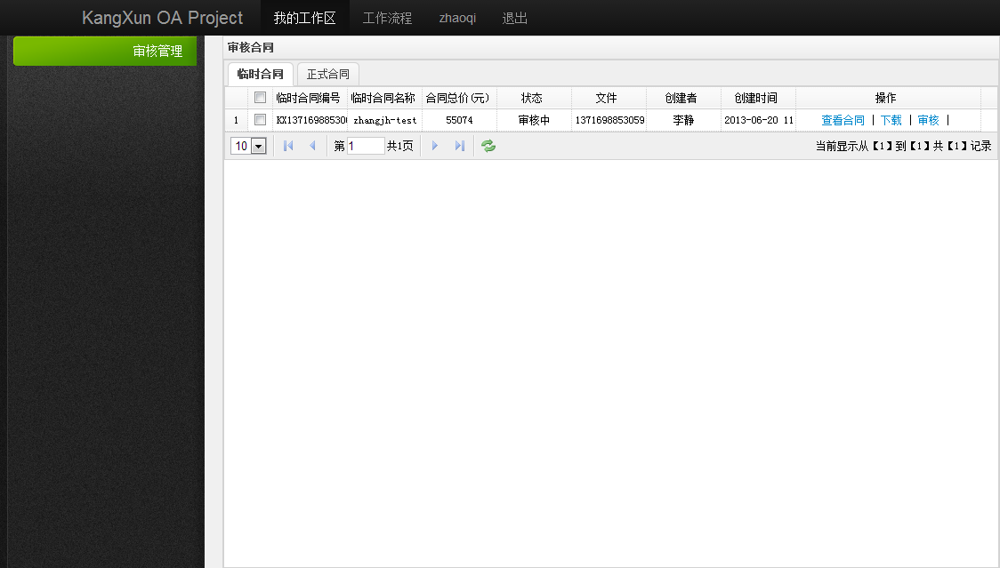 KangXun OA Project 我的工作区 工作流程 zhaoqi 退出
审核管理
审核合同
临时合同 正式合同
临时合同编号 临时合同名称 合同总价(元) 状态 文件 创建者 创建时间 操作
1 KX1371698853 zhangjh-test 55074 审核中 1371698853059 李静 2013-06-20 11 查看合同 | 下载 | 审核 |
10 第 1 共1页 当前显示从【1】到【1】共【1】记录